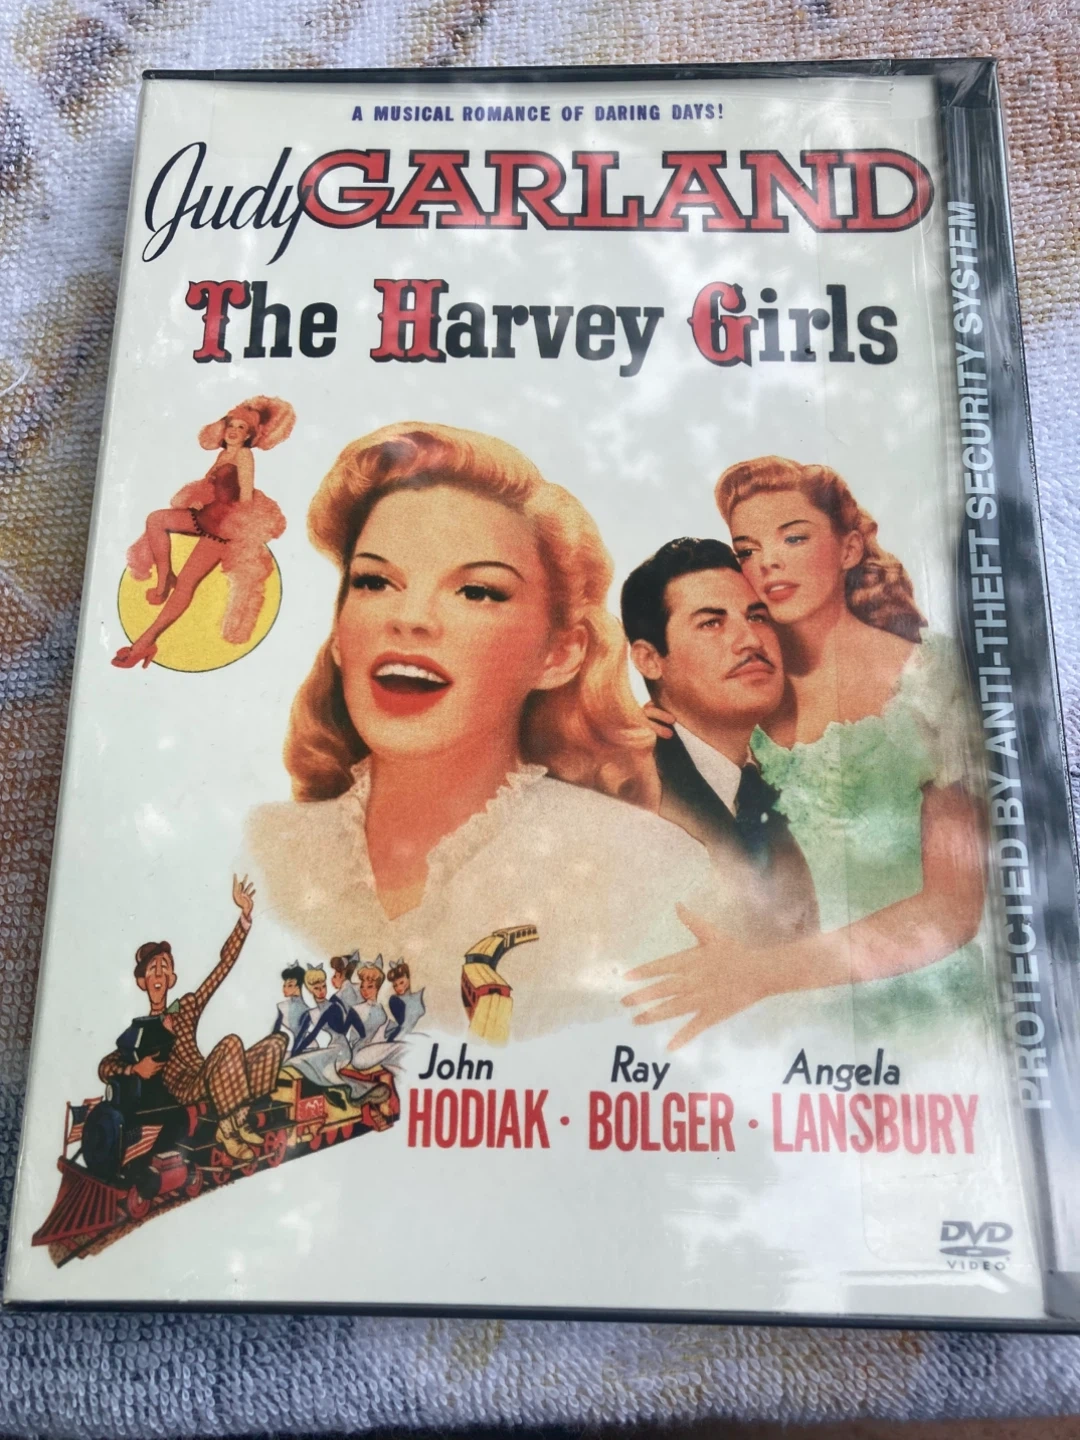 A MUSICAL ROMANCE OF DARING DAYS!
Judy GARLAND
The Harvey Girls
John HODIAK · Ray BOLGER · Angela LANSBURY
DVD
VIDEO
PROTECTED BY ANTI-THEFT SECURITY SYSTEM